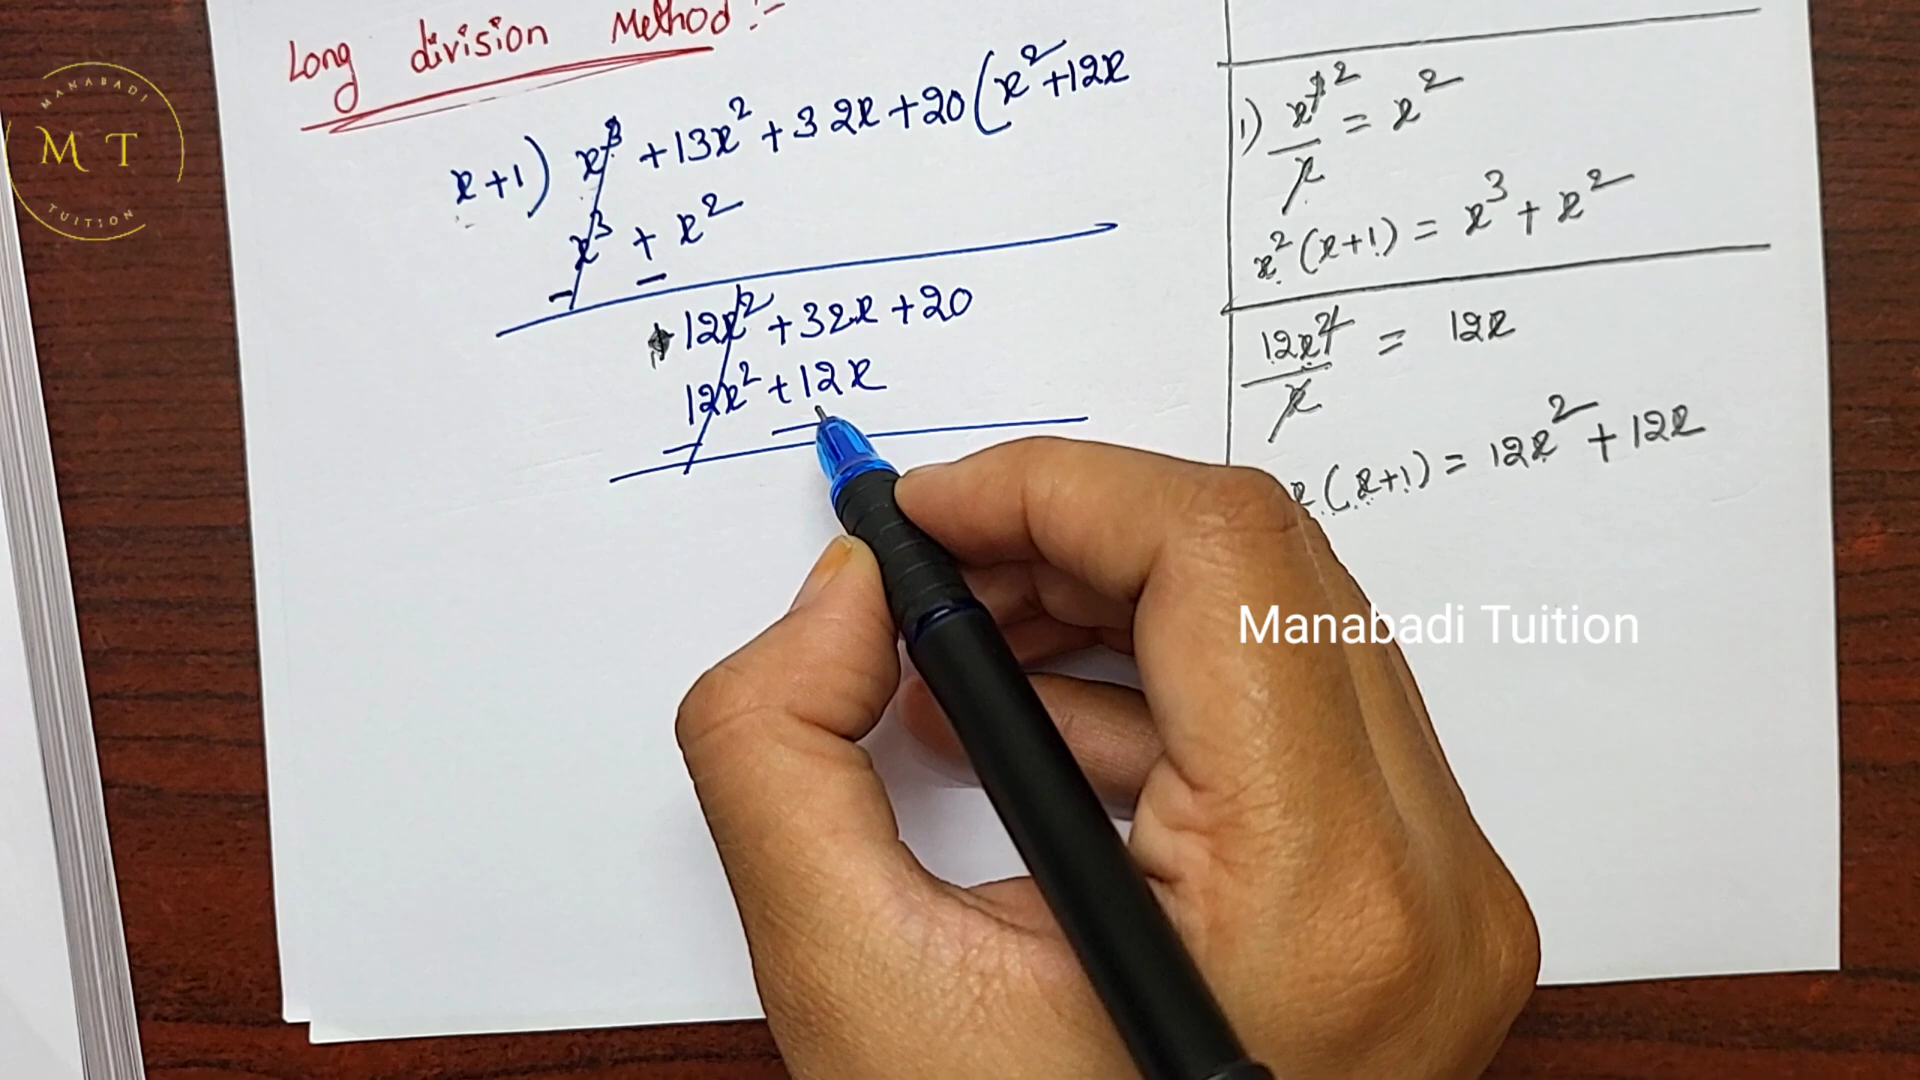 MANABADI
M T
TUITION
Long division Method :-
x+1) x³ +13x² +32x +20 (x² +12x
x³ + x²
- -
+12x² +32x +20
12x² +12x
- -
1) x³/x = x²
x²(x+1) = x³ + x²
12x²/x = 12x
x(x+1) = 12x² +12x
Manabadi Tuition